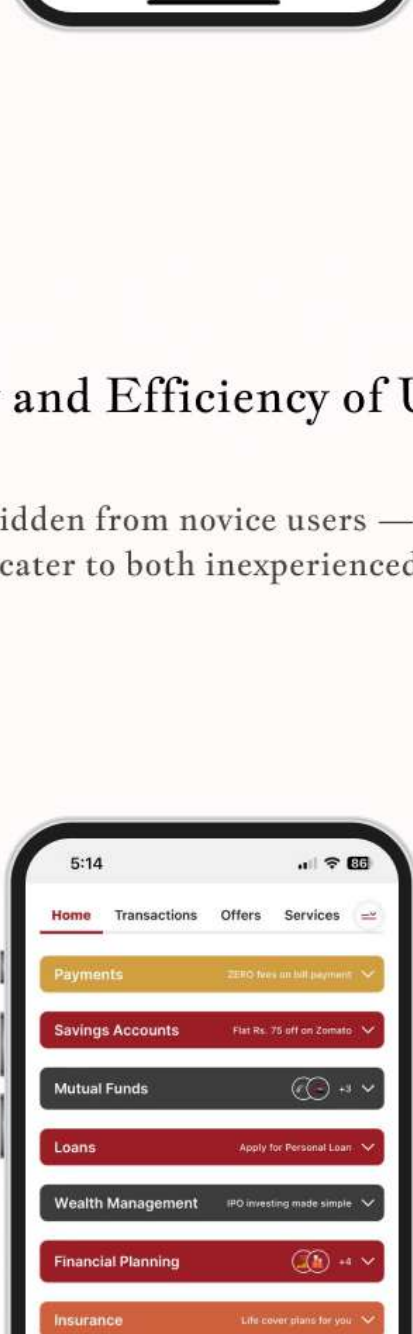 and Efficiency of U
idden from novice users —
cater to both inexperienced
5:14
86
Home Transactions Offers Services
Payments ZERO fees on bill payment
Savings Accounts Flat Rs. 75 off on Zomato
Mutual Funds +3
Loans Apply for Personal Loan
Wealth Management IPO investing made simple
Financial Planning +4
Insurance Life cover plans for you